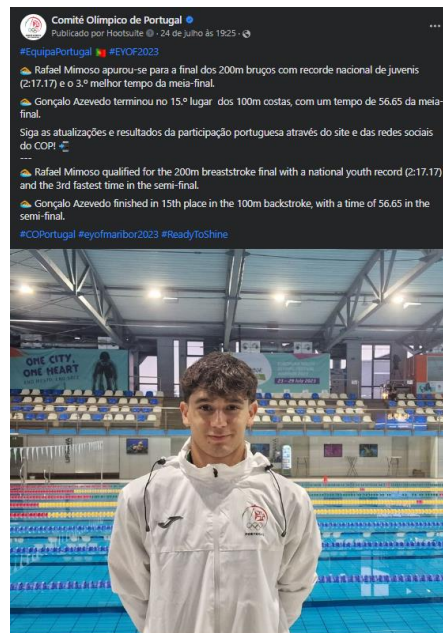 Comité Olímpico de Portugal
Publicado por Hootsuite · 24 de julho às 19:25 ·
#EquipaPortugal 🇵🇹 #EYOF2023
🏊 Rafael Mimoso apurou-se para a final dos 200m bruços com recorde nacional de juvenis
(2:17.17) e o 3.º melhor tempo da meia-final.
🏊 Gonçalo Azevedo terminou no 15.º lugar dos 100m costas, com um tempo de 56.65 da meia-
final.
Siga as atualizações e resultados da participação portuguesa através do site e das redes sociais
do COP! 📲
---
🏊 Rafael Mimoso qualified for the 200m breaststroke final with a national youth record (2:17.17)
and the 3rd fastest time in the semi-final.
🏊 Gonçalo Azevedo finished in 15th place in the 100m backstroke, with a time of 56.65 in the
semi-final.
#COPortugal #eyofmaribor2023 #ReadyToShine
ONE CITY,
ONE HEART
23 – 29 July 2023
PORTUGAL